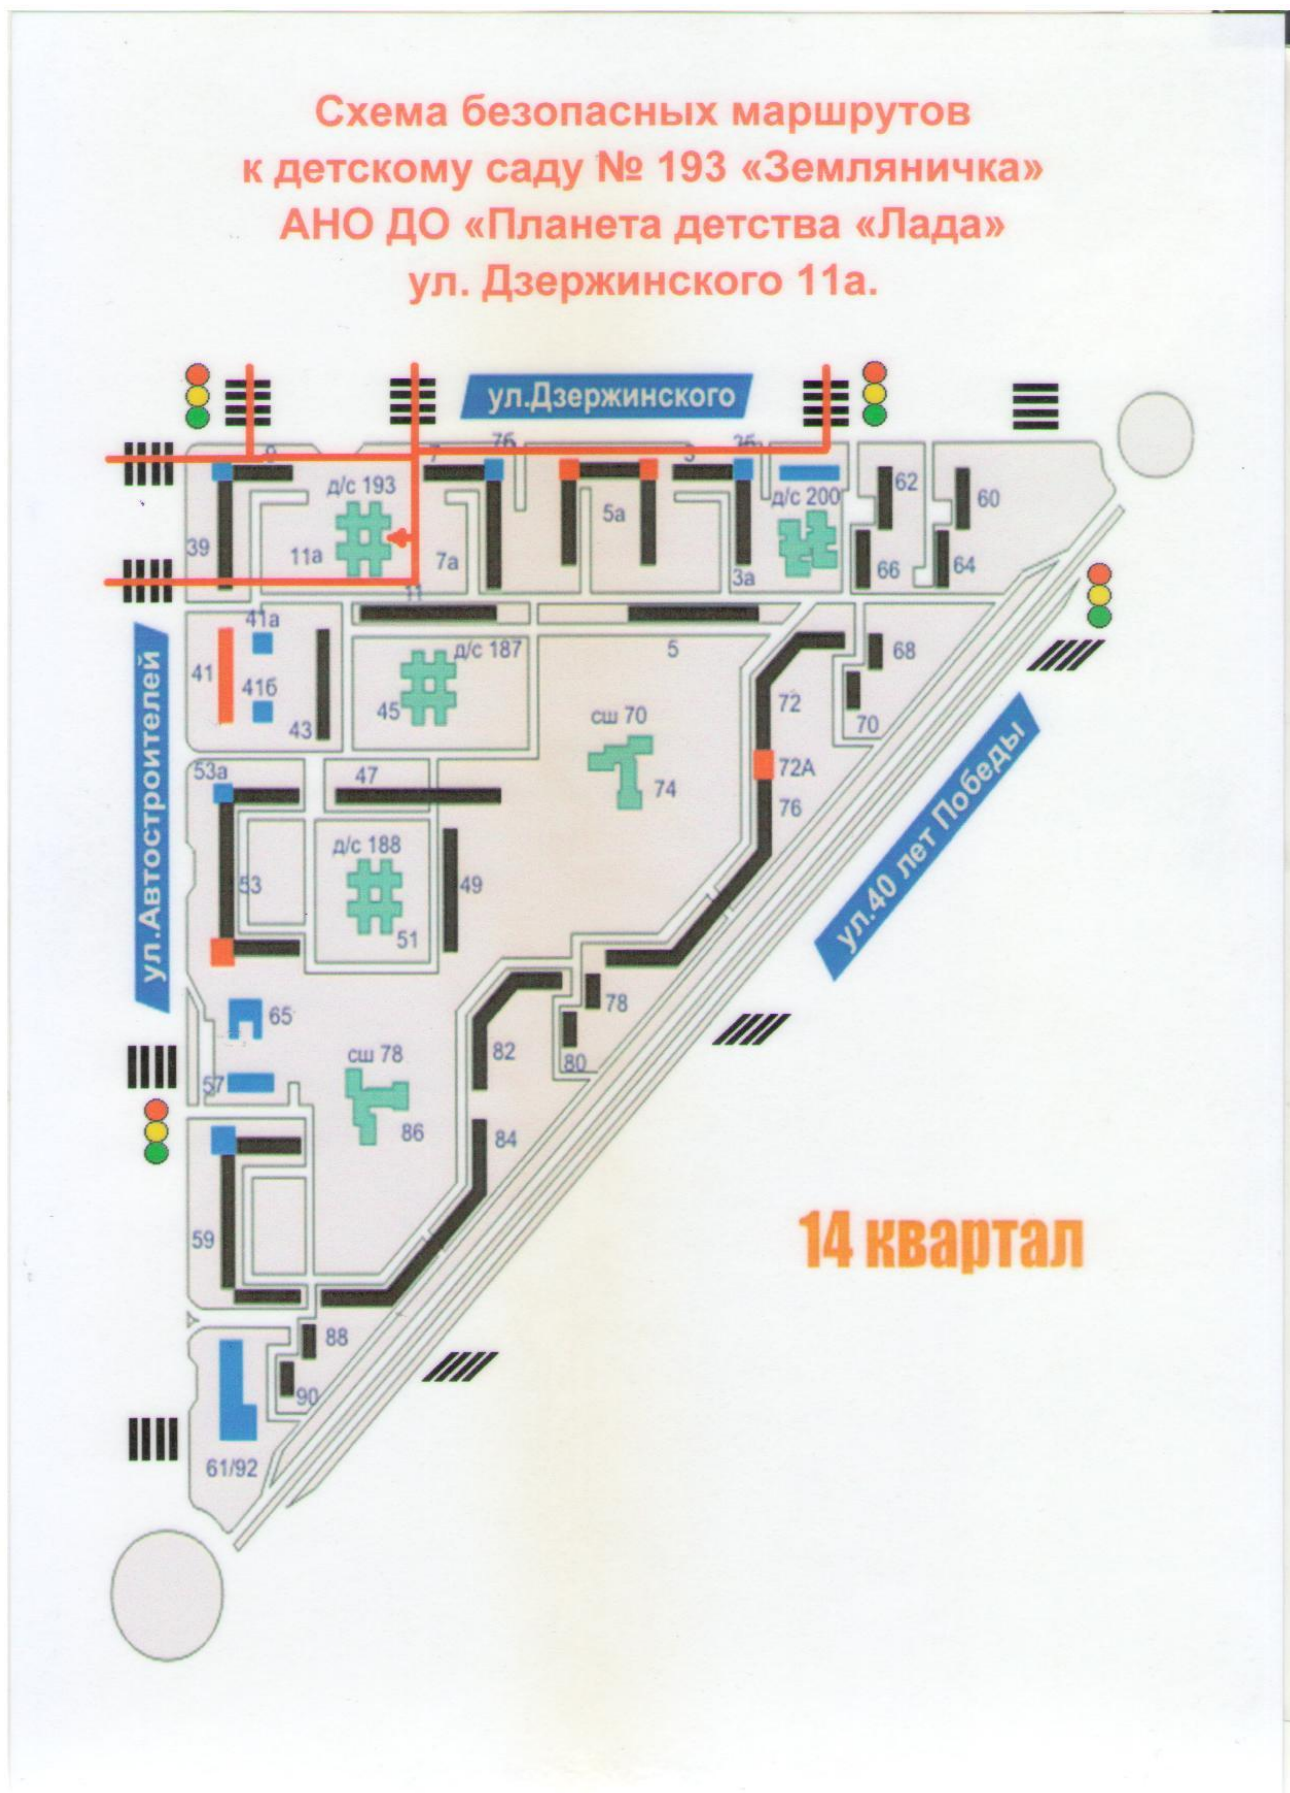 Схема безопасных маршрутов
к детскому саду № 193 «Земляничка»
АНО ДО «Планета детства «Лада»
ул. Дзержинского 11а.
ул.Дзержинского
9
7
7б
3
3б
д/с 193
д/с 200
62
60
5а
39
11а
7а
3а
66
64
11
41а
41
41б
43
д/с 187
45
5
68
72
70
сш 70
74
72А
76
ул.Автостроителей
ул.40 лет Победы
53а
47
д/с 188
53
49
51
65
78
57
сш 78
82
80
86
84
14 квартал
59
88
90
61/92